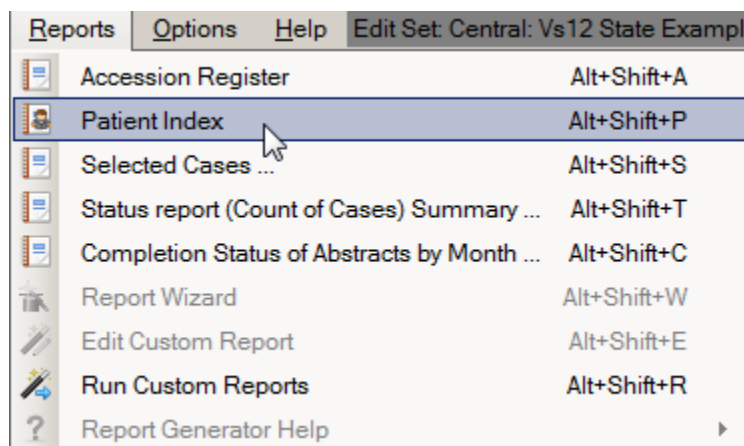 Reports Options Help Edit Set: Central: Vs12 State Exampl
Accession Register Alt+Shift+A
Patient Index Alt+Shift+P
Selected Cases ... Alt+Shift+S
Status report (Count of Cases) Summary ... Alt+Shift+T
Completion Status of Abstracts by Month ... Alt+Shift+C
Report Wizard Alt+Shift+W
Edit Custom Report Alt+Shift+E
Run Custom Reports Alt+Shift+R
Report Generator Help